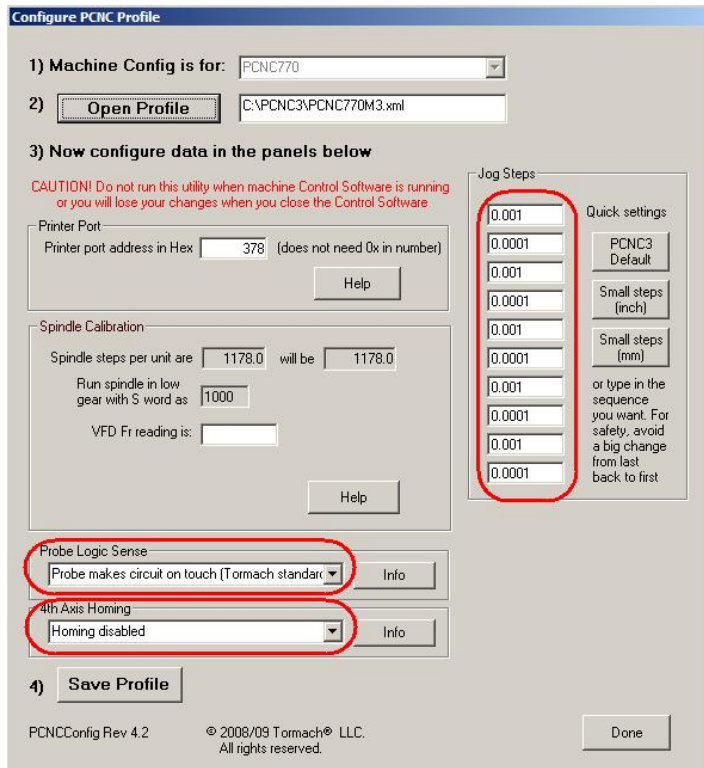 Configure PCNC Profile
1) Machine Config is for:
PCNC770
2)
Open Profile
C:\PCNC3\PCNC770M3.xml
3) Now configure data in the panels below
CAUTION! Do not run this utility when machine Control Software is running
or you will lose your changes when you close the Control Software
Printer Port
Printer port address in Hex
378
(does not need 0x in number)
Help
Spindle Calibration
Spindle steps per unit are
1178.0
will be
1178.0
Run spindle in low
gear with S word as
1000
VFD Fr reading is:
Help
Probe Logic Sense
Probe makes circuit on touch (Tormach standard
Info
4th Axis Homing
Homing disabled
Info
4)
Save Profile
Jog Steps
0.001
0.0001
0.001
0.0001
0.001
0.0001
0.001
0.0001
0.001
0.0001
Quick settings
PCNC3
Default
Small steps
(inch)
Small steps
(mm)
or type in the
sequence
you want. For
safety, avoid
a big change
from last
back to first
PCNCConfig Rev 4.2
© 2008/09 Tormach® LLC.
All rights reserved.
Done